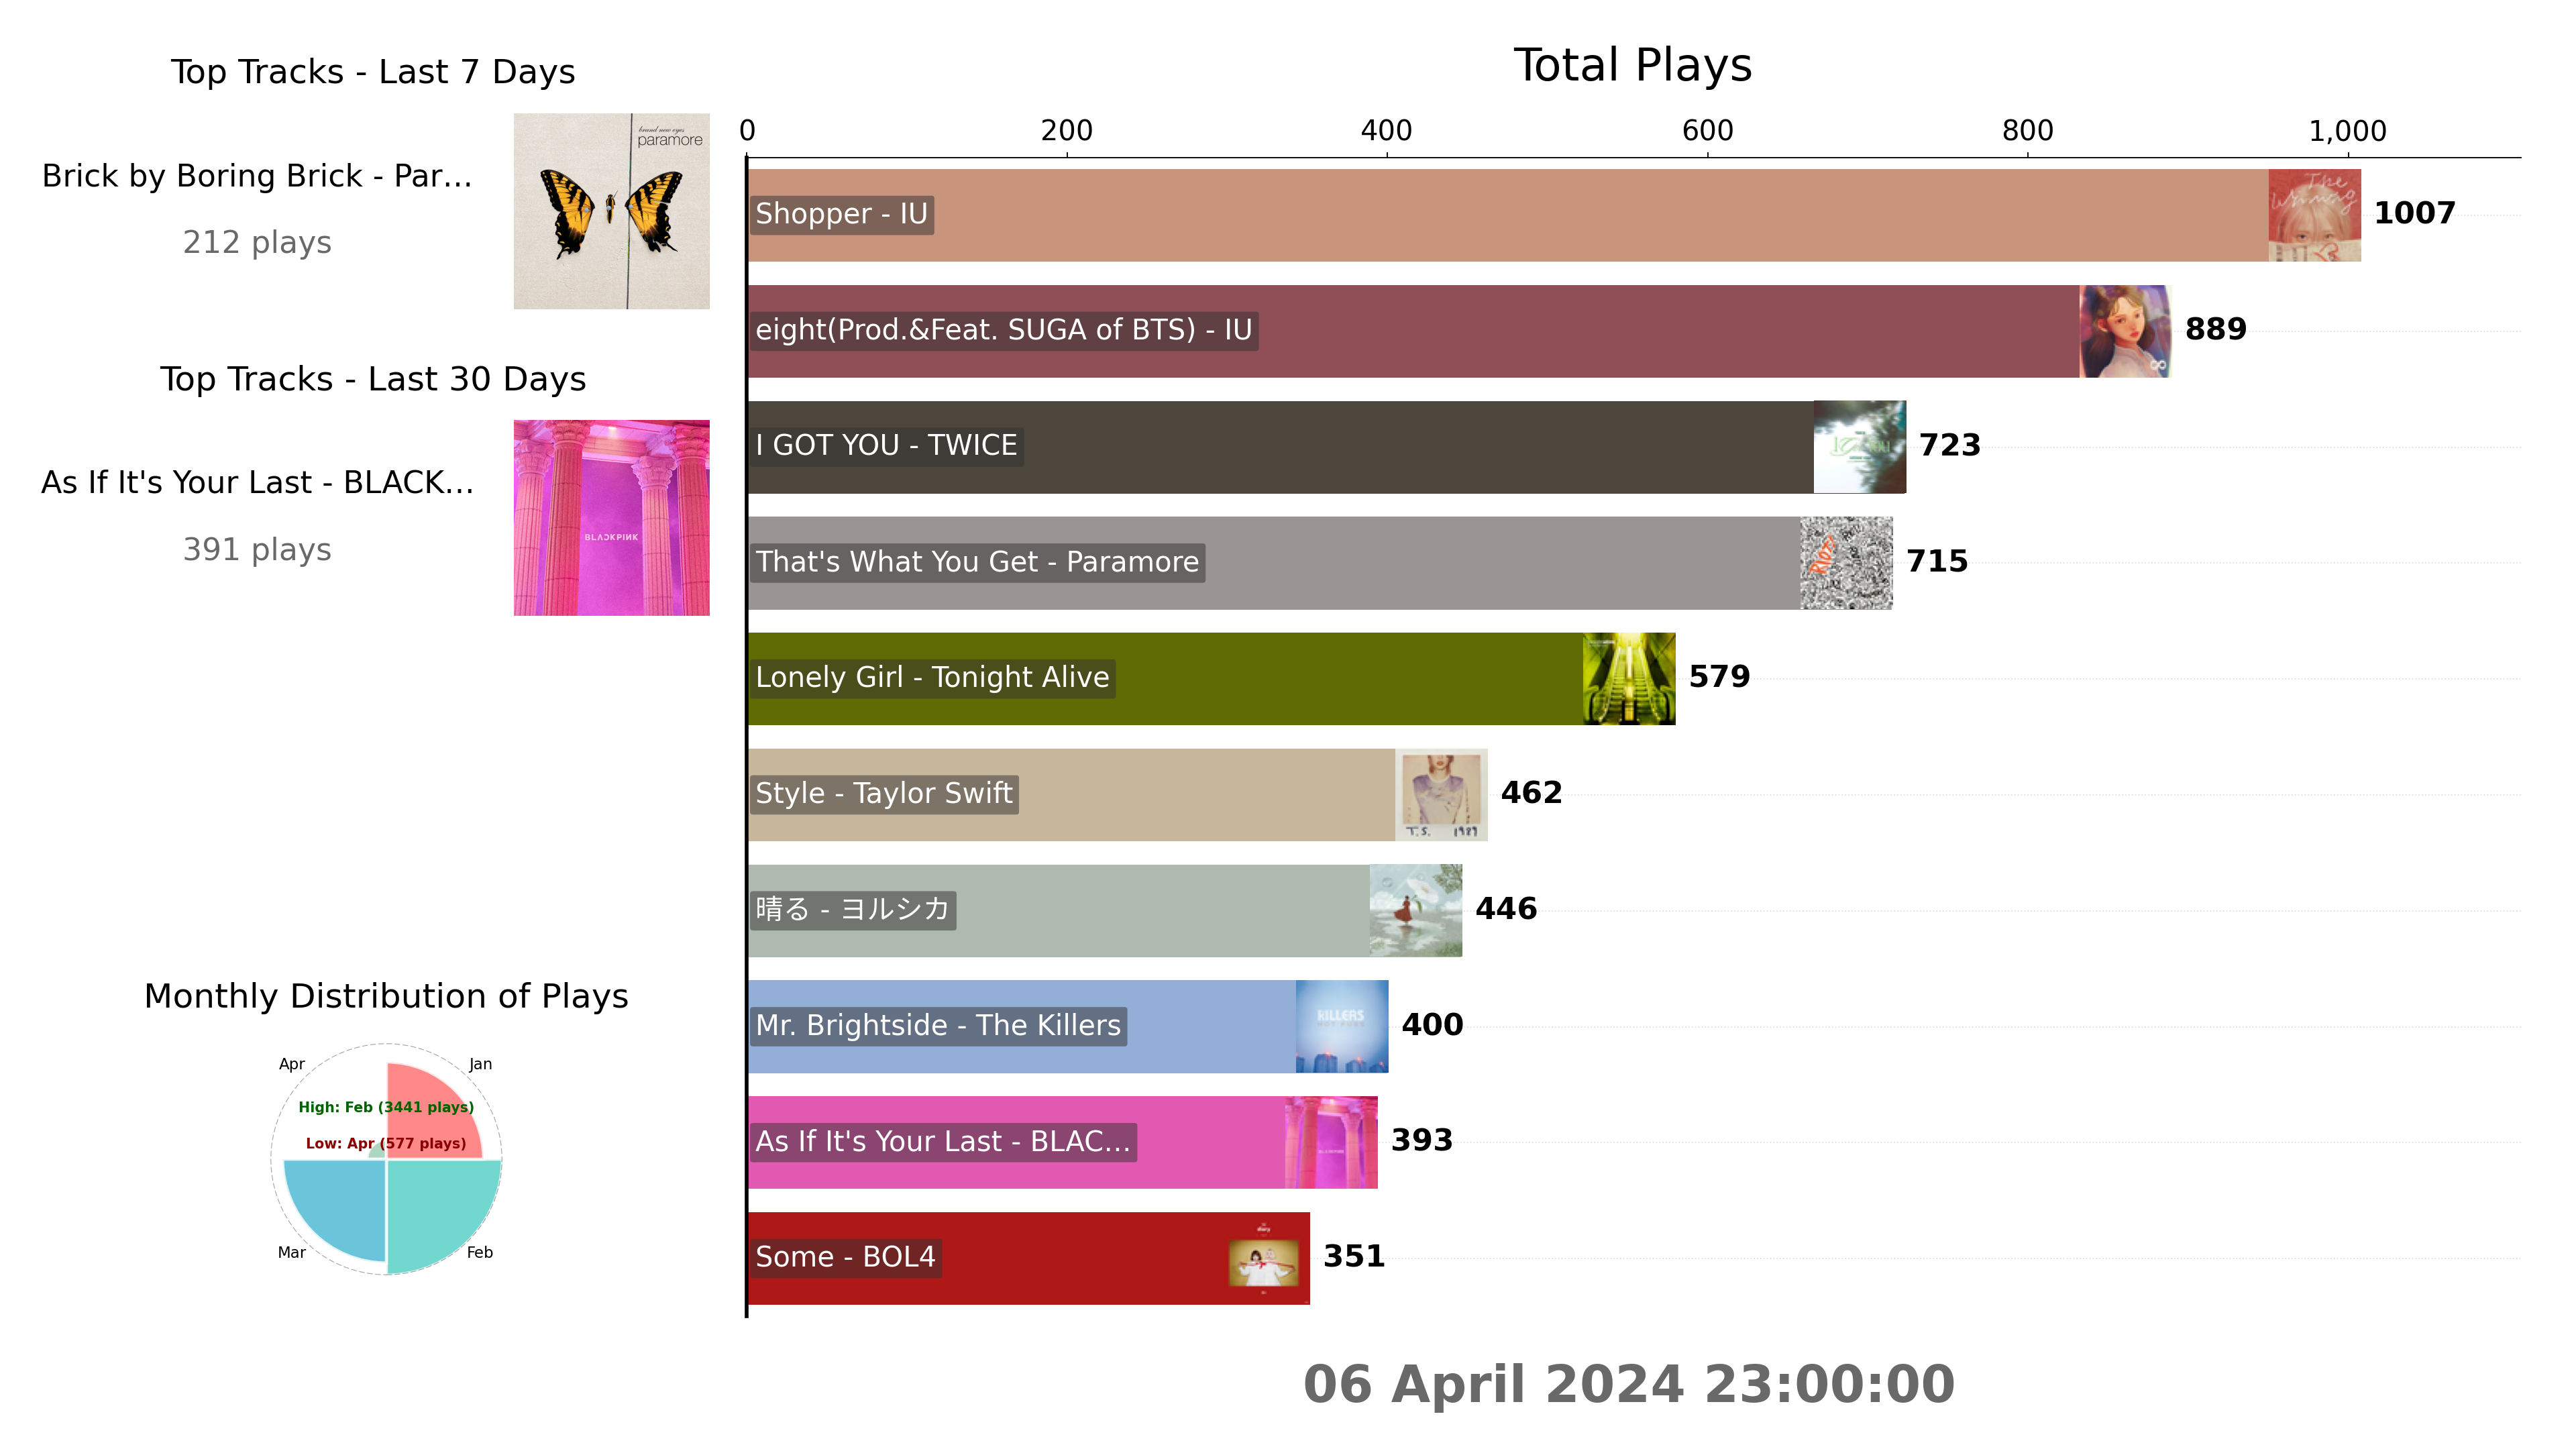 Top Tracks - Last 7 Days
brand new eyes
paramore
Brick by Boring Brick - Par...
212 plays
Top Tracks - Last 30 Days
BLACKPINK
As If It's Your Last - BLACK...
391 plays
Monthly Distribution of Plays
Apr
Jan
High: Feb (3441 plays)
Low: Apr (577 plays)
Mar
Feb
Total Plays
0 200 400 600 800 1,000
Shopper - IU
The Winning
1007
eight(Prod.&Feat. SUGA of BTS) - IU
889
I GOT YOU - TWICE
723
That's What You Get - Paramore
RIOT!
715
Lonely Girl - Tonight Alive
579
Style - Taylor Swift
T.S. 1989
462
晴る - ヨルシカ
446
Mr. Brightside - The Killers
KILLERS
400
As If It's Your Last - BLAC...
393
Some - BOL4
351
06 April 2024 23:00:00